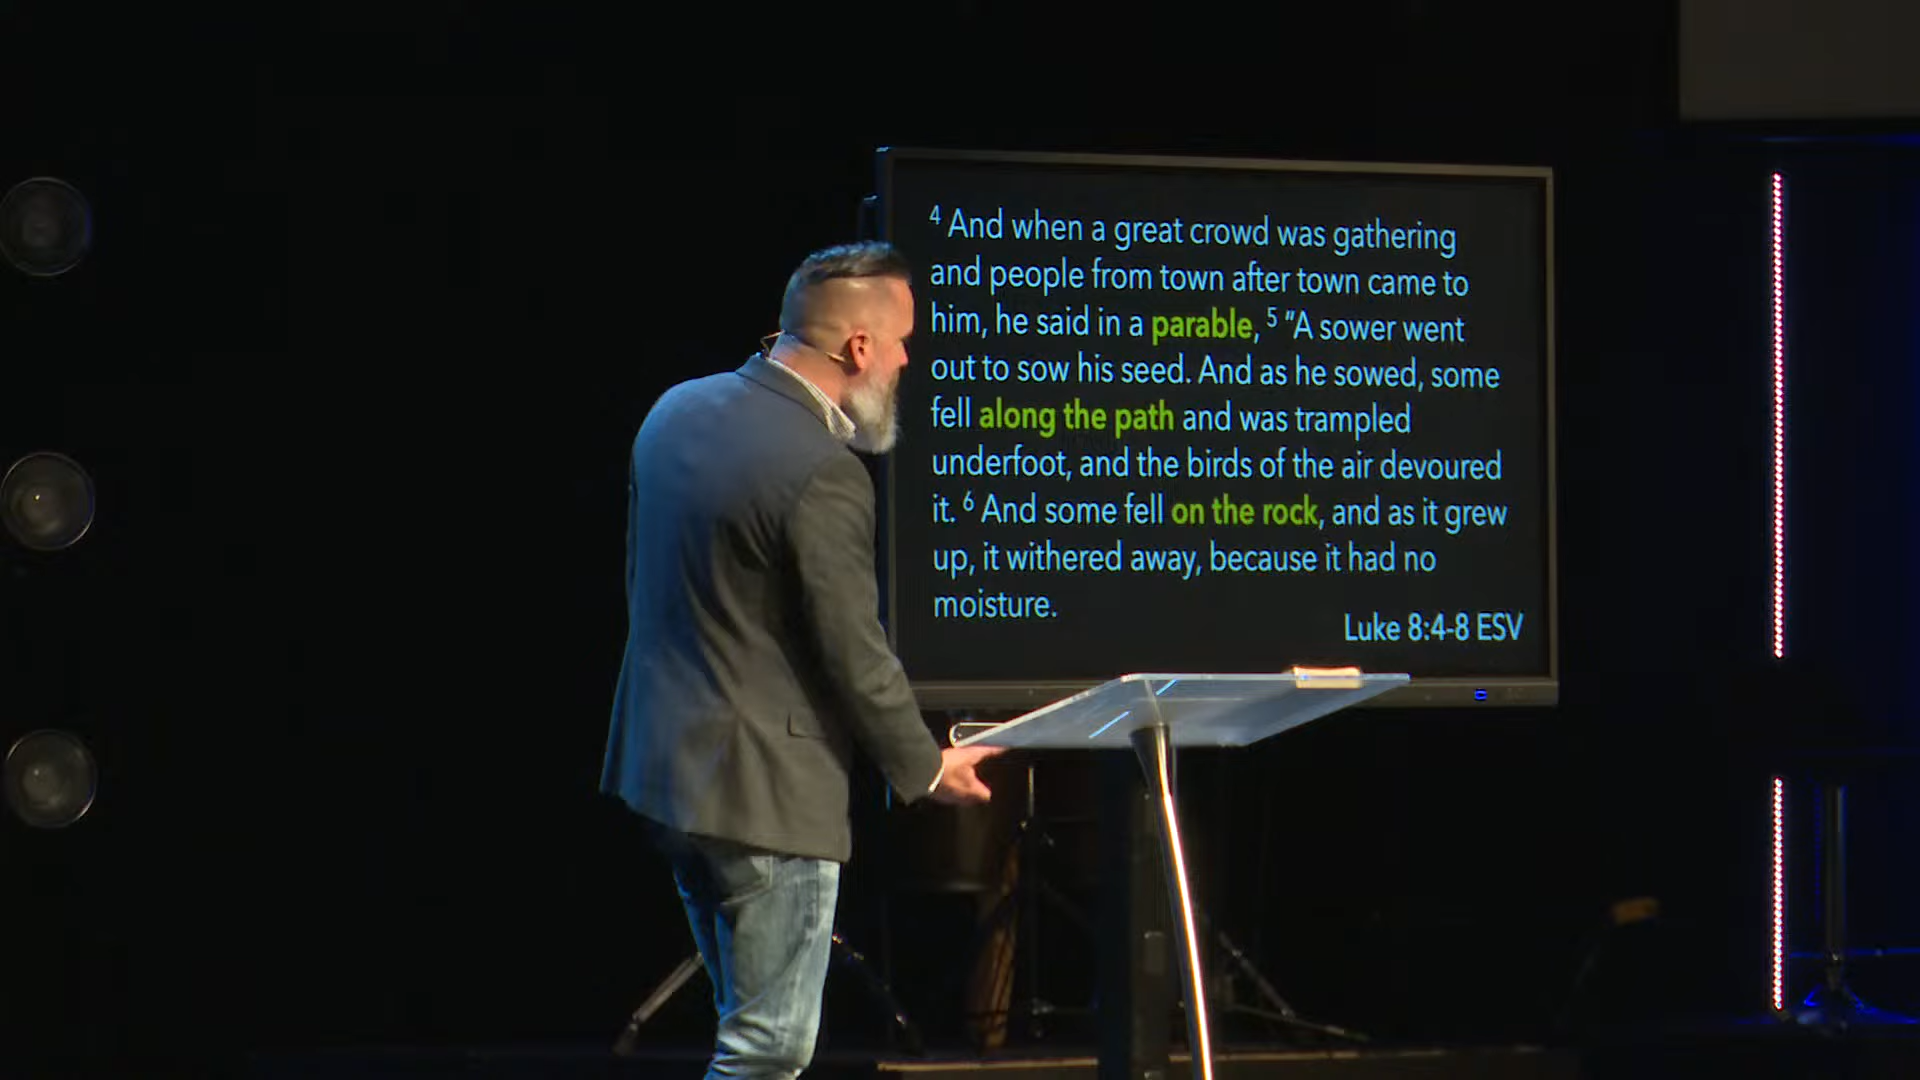 4 And when a great crowd was gathering
and people from town after town came to
him, he said in a parable, 5 “A sower went
out to sow his seed. And as he sowed, some
fell along the path and was trampled
underfoot, and the birds of the air devoured
it. 6 And some fell on the rock, and as it grew
up, it withered away, because it had no
moisture.
Luke 8:4-8 ESV